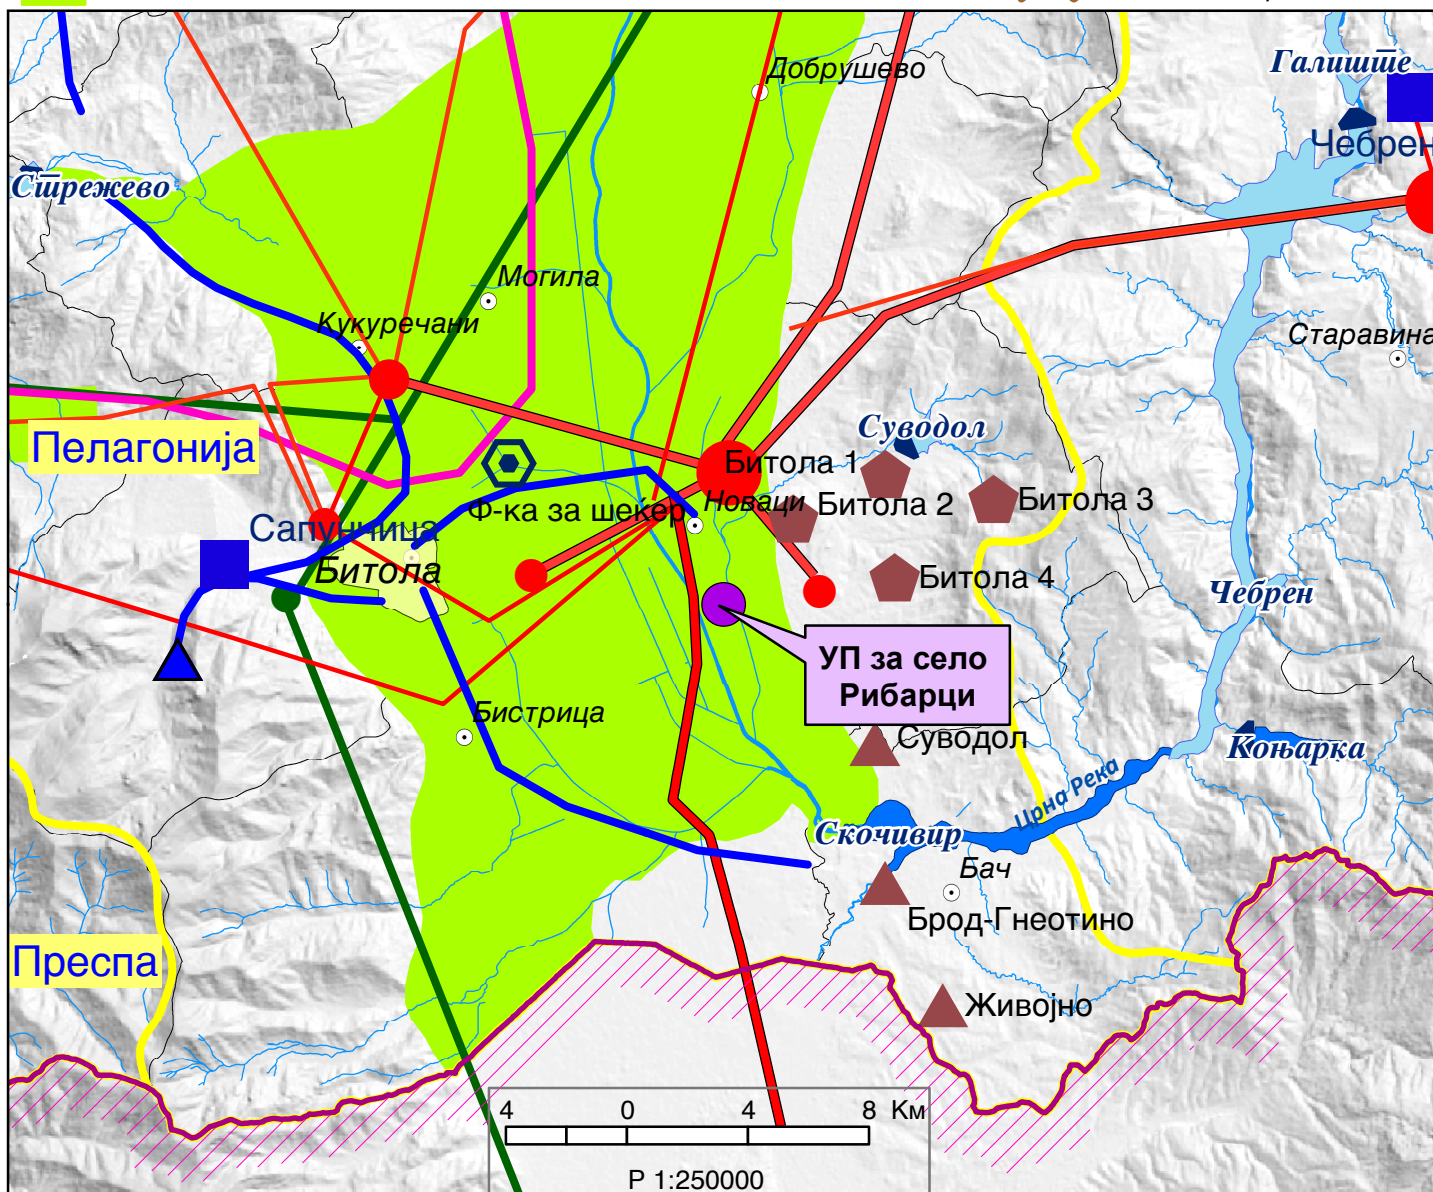 Добрушево
Галиште
Чебрен
Стрежево
Могила
Кукуречани
Старавина
Пелагонија
Суводол
Битола 1
Битола 2
Битола 3
Новаци
Ф-ка за шеќер
Сапунчица
Битола
Битола 4
Чебрен
УП за село
Рибарци
Бистрица
Суводол
Коњарка
Црна Река
Скочивир
Бач
Брод-Гнеотино
Преспа
Живојно
4 0 4 8 Км
Р 1:250000